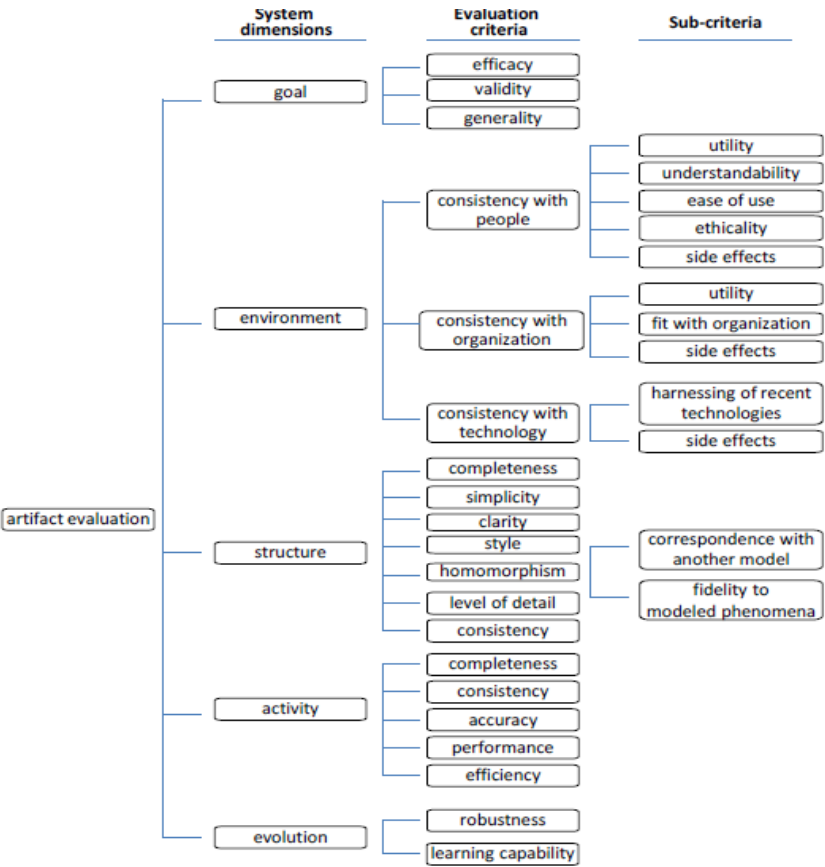 System
dimensions
Evaluation
criteria
Sub-criteria
artifact evaluation
goal
efficacy
validity
generality
environment
consistency with
people
utility
understandability
ease of use
ethicality
side effects
consistency with
organization
utility
fit with organization
side effects
consistency with
technology
harnessing of recent
technologies
side effects
structure
completeness
simplicity
clarity
style
homomorphism
correspondence with
another model
fidelity to
modeled phenomena
level of detail
consistency
activity
completeness
consistency
accuracy
performance
efficiency
evolution
robustness
learning capability